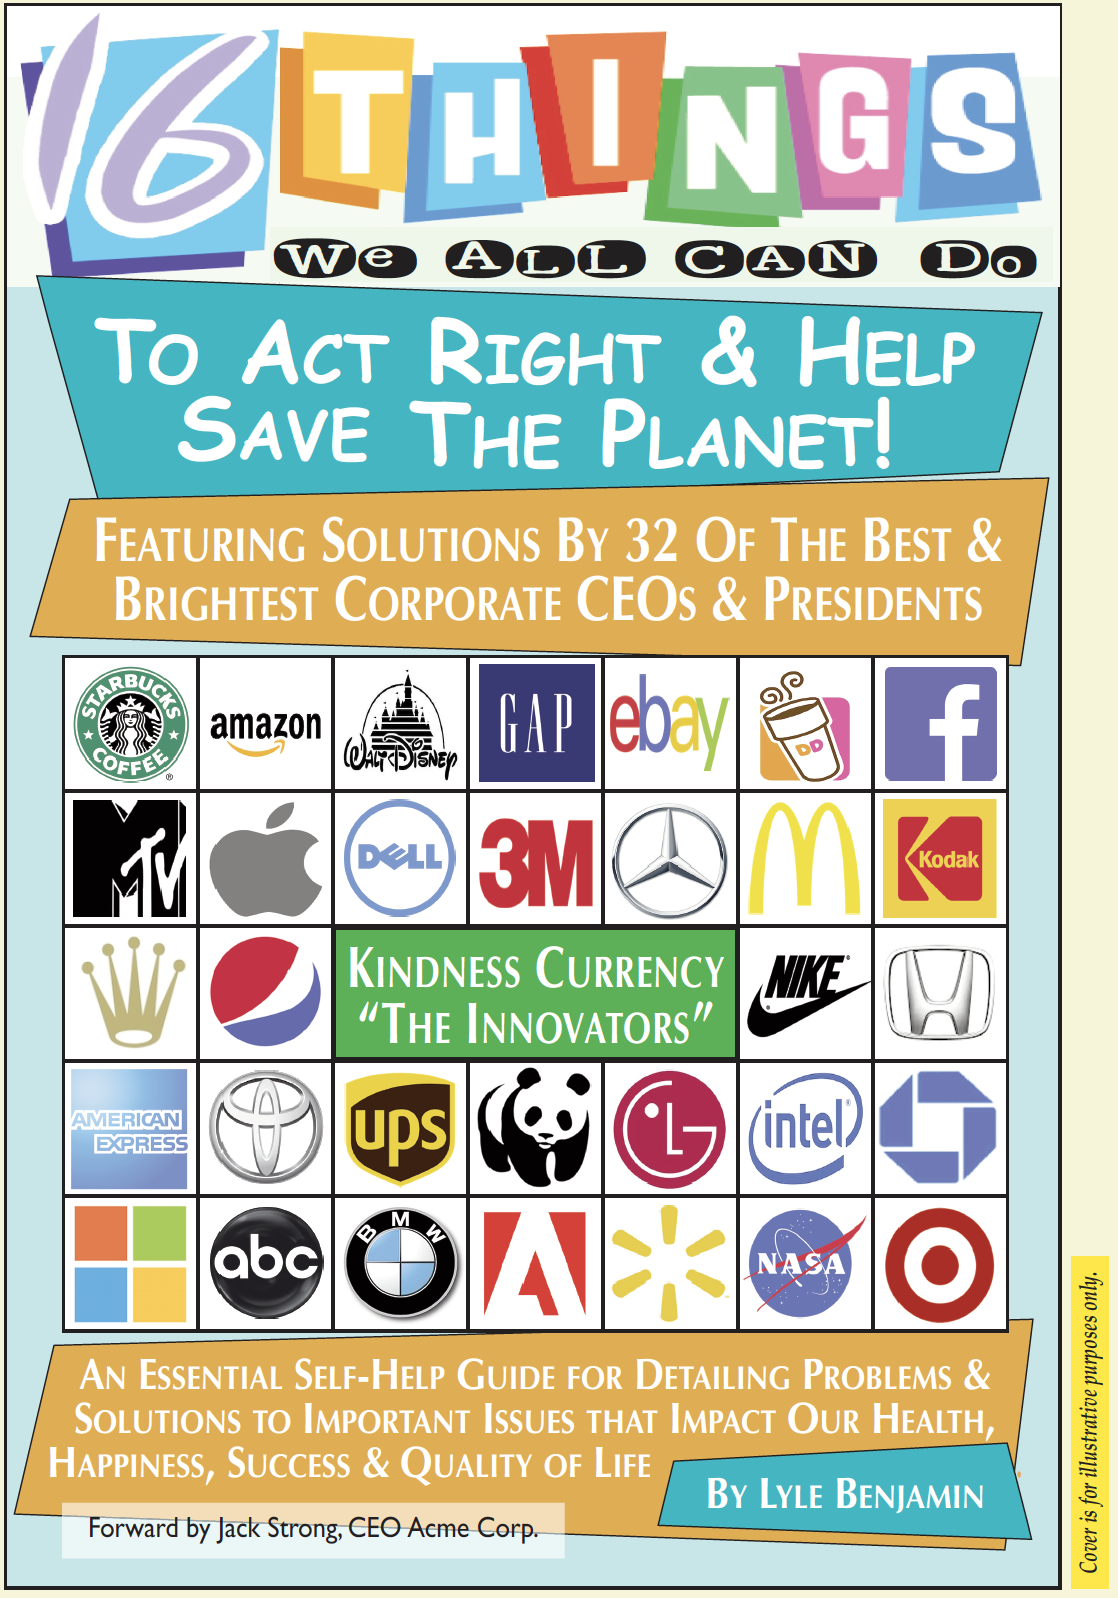 16 THINGS
We ALL CAN Do
TO ACT RIGHT & HELP
SAVE THE PLANET!
FEATURING SOLUTIONS BY 32 OF THE BEST &
BRIGHTEST CORPORATE CEOS & PRESIDENTS
STARBUCKS
COFFEE
®
amazon
WALT DISNEY
GAP
ebay
DD
f
MTV
DELL
3M
M
Kodak
KINDNESS CURRENCY
“THE INNOVATORS”
NIKE
AMERICAN
EXPRESS
ups
LG
intel®
abc
BMW
NASA
AN ESSENTIAL SELF-HELP GUIDE FOR DETAILING PROBLEMS &
SOLUTIONS TO IMPORTANT ISSUES THAT IMPACT OUR HEALTH,
HAPPINESS, SUCCESS & QUALITY OF LIFE
BY LYLE BENJAMIN
Forward by Jack Strong, CEO Acme Corp.
Cover is for illustrative purposes only.